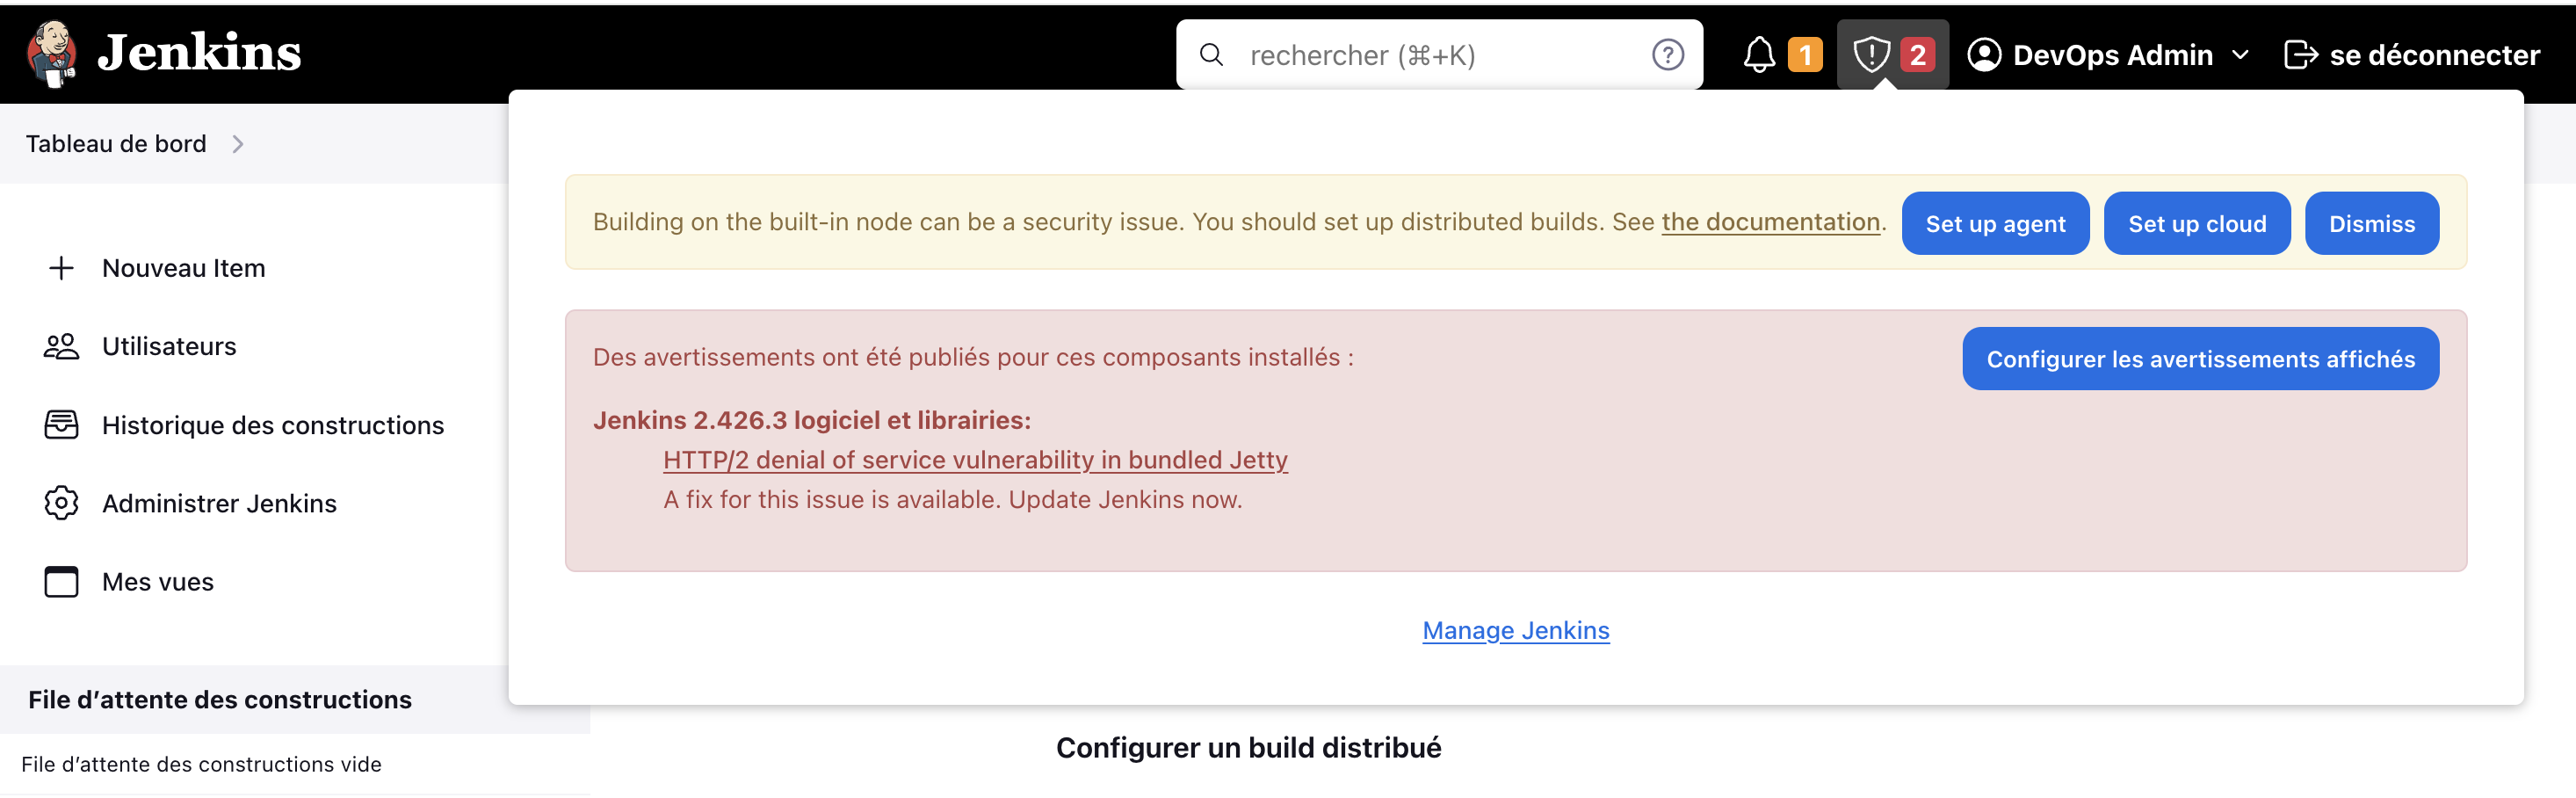 Jenkins
rechercher (⌘+K)
1
2
DevOps Admin
se déconnecter
Tableau de bord
Nouveau Item
Utilisateurs
Historique des constructions
Administrer Jenkins
Mes vues
File d’attente des constructions
File d’attente des constructions vide
Building on the built-in node can be a security issue. You should set up distributed builds. See the documentation.
Set up agent
Set up cloud
Dismiss
Des avertissements ont été publiés pour ces composants installés :
Configurer les avertissements affichés
Jenkins 2.426.3 logiciel et librairies:
HTTP/2 denial of service vulnerability in bundled Jetty
A fix for this issue is available. Update Jenkins now.
Manage Jenkins
Configurer un build distribué